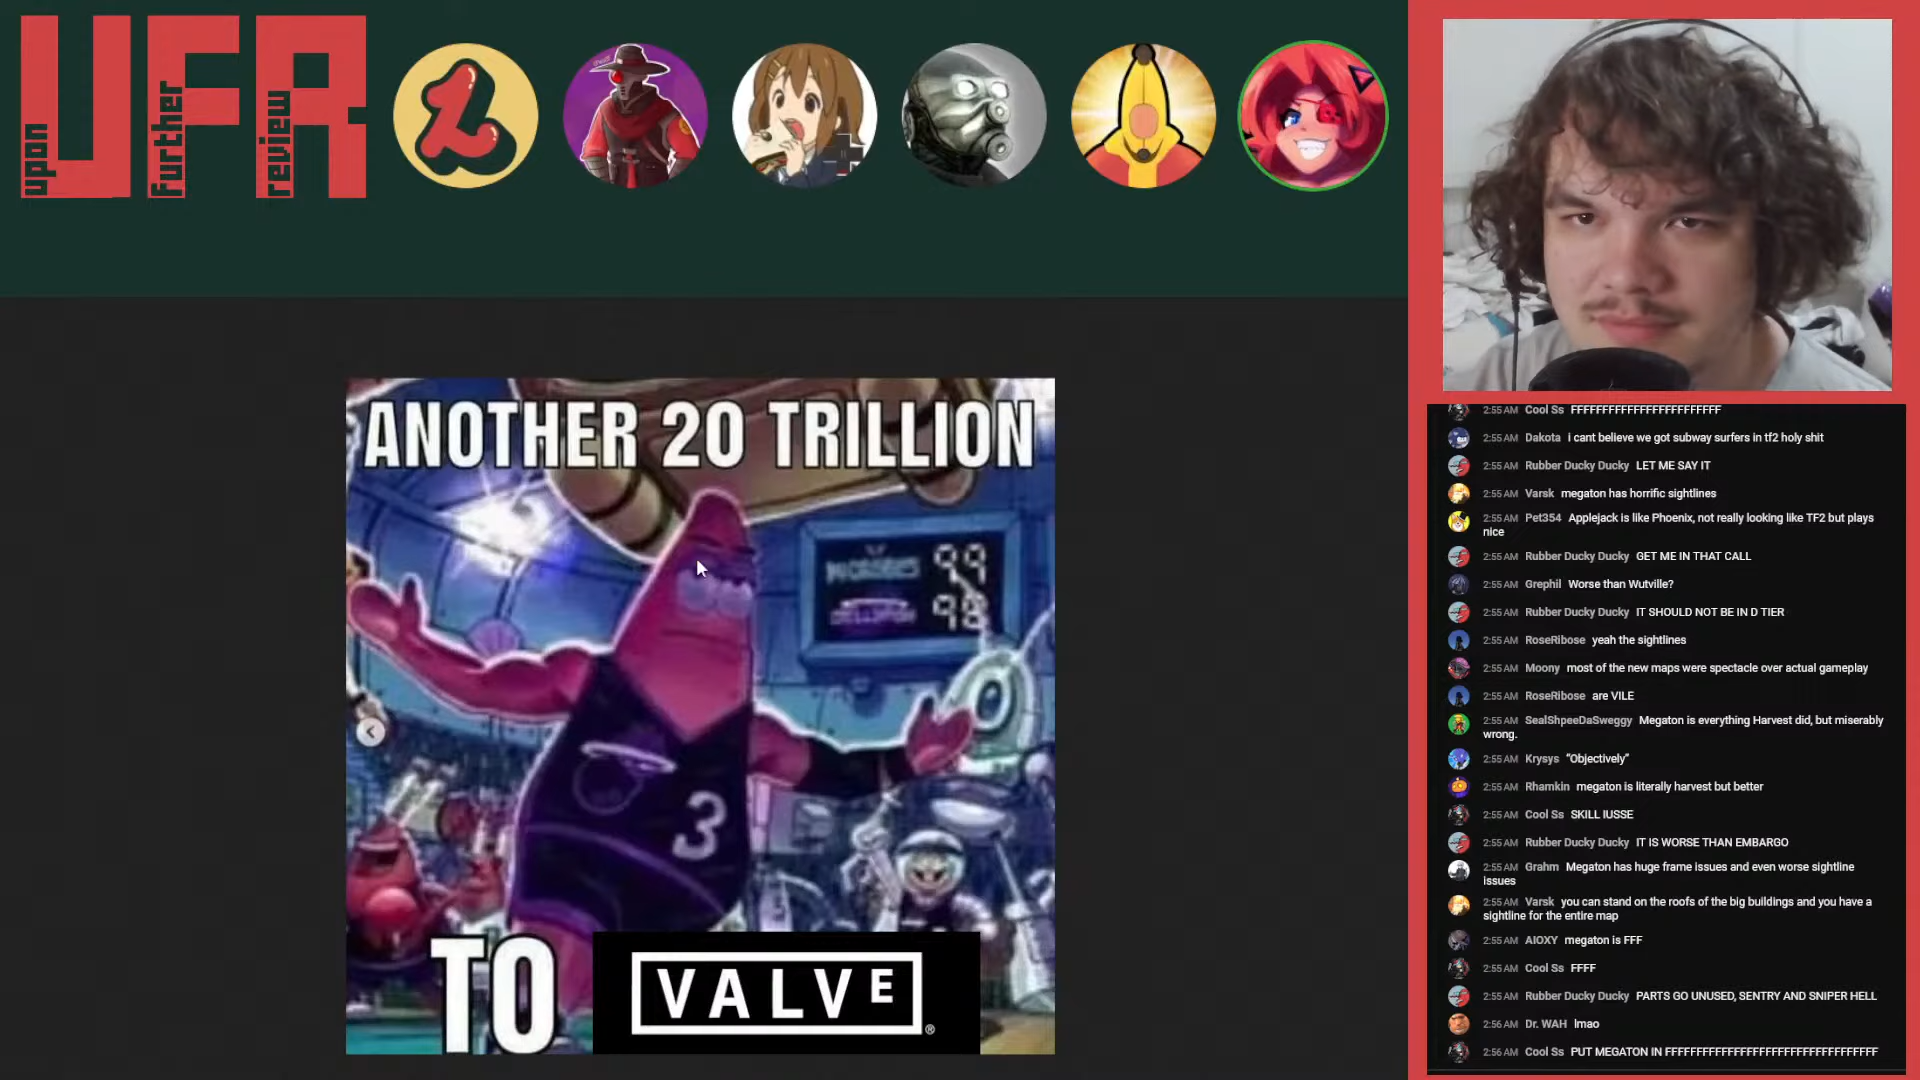 UFR
upon
further
review
ANOTHER 20 TRILLION
99
98
3
TO
VALVE
®
2:55 AM Cool Ss FFFFFFFFFFFFFFFFFFFFFFFF
2:55 AM Dakota i cant believe we got subway surfers in tf2 holy shit
2:55 AM Rubber Ducky Ducky LET ME SAY IT
2:55 AM Varsk megaton has horrific sightlines
2:55 AM Pet354 Applejack is like Phoenix, not really looking like TF2 but plays
nice
2:55 AM Rubber Ducky Ducky GET ME IN THAT CALL
2:55 AM Grephil Worse than Wutville?
2:55 AM Rubber Ducky Ducky IT SHOULD NOT BE IN D TIER
2:55 AM RoseRibose yeah the sightlines
2:55 AM Moony most of the new maps were spectacle over actual gameplay
2:55 AM RoseRibose are VILE
2:55 AM SealShpeeDaSweggy Megaton is everything Harvest did, but miserably
wrong.
2:55 AM Krysys “Objectively”
2:55 AM Rhamkin megaton is literally harvest but better
2:55 AM Cool Ss SKILL IUSSE
2:55 AM Rubber Ducky Ducky IT IS WORSE THAN EMBARGO
2:55 AM Grahm Megaton has huge frame issues and even worse sightline
issues
2:55 AM Varsk you can stand on the roofs of the big buildings and you have a
sightline for the entire map
2:55 AM AIOXY megaton is FFF
2:55 AM Cool Ss FFFF
2:55 AM Rubber Ducky Ducky PARTS GO UNUSED, SENTRY AND SNIPER HELL
2:56 AM Dr. WAH lmao
2:56 AM Cool Ss PUT MEGATON IN FFFFFFFFFFFFFFFFFFFFFFFFFFFFFFFFFF